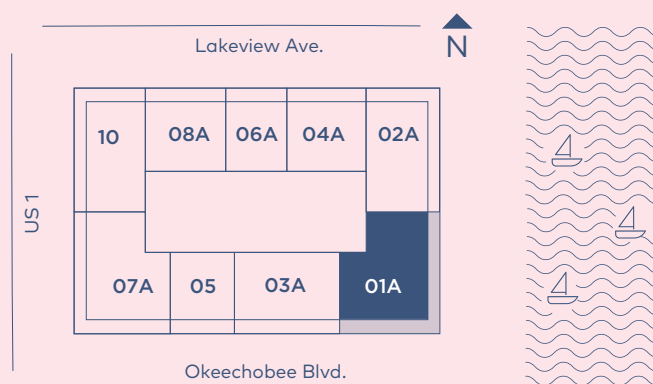 Lakeview Ave.
N
US 1
10
08A
06A
04A
02A
07A
05
03A
01A
Okeechobee Blvd.